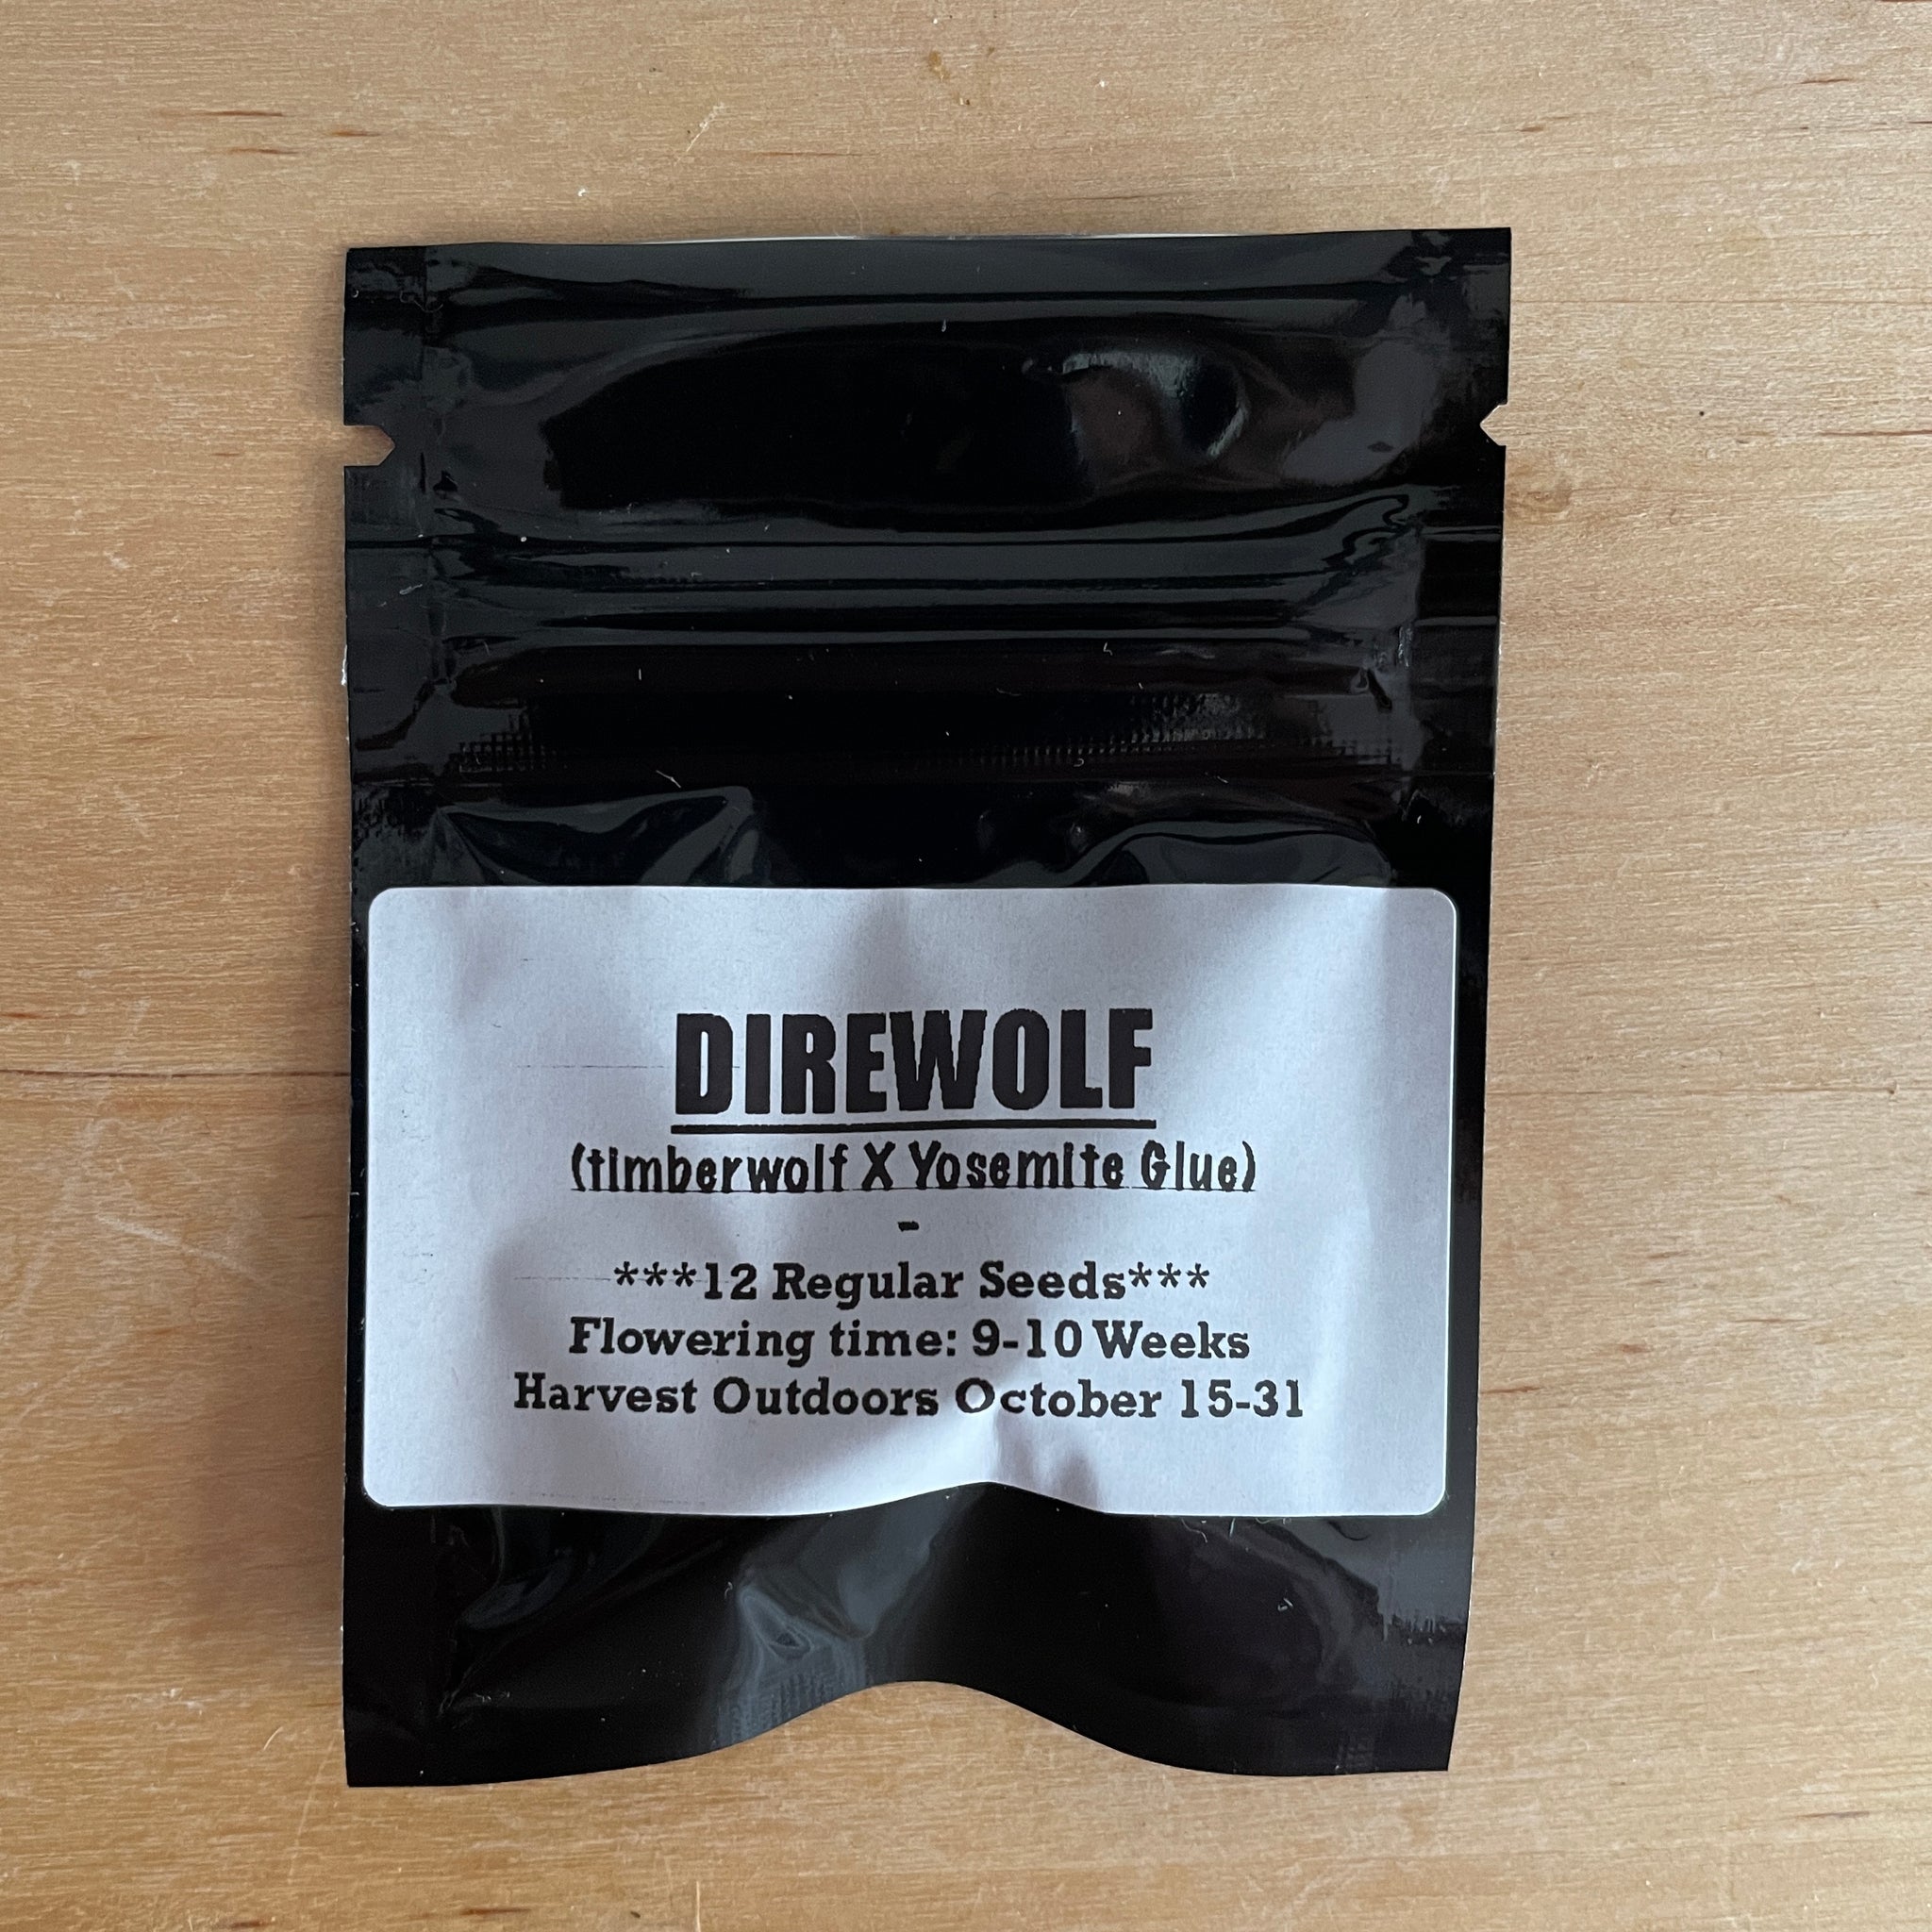 DIREWOLF
(timberwolf X Yosemite Glue)
-
***12 Regular Seeds***
Flowering time: 9-10 Weeks
Harvest Outdoors October 15-31